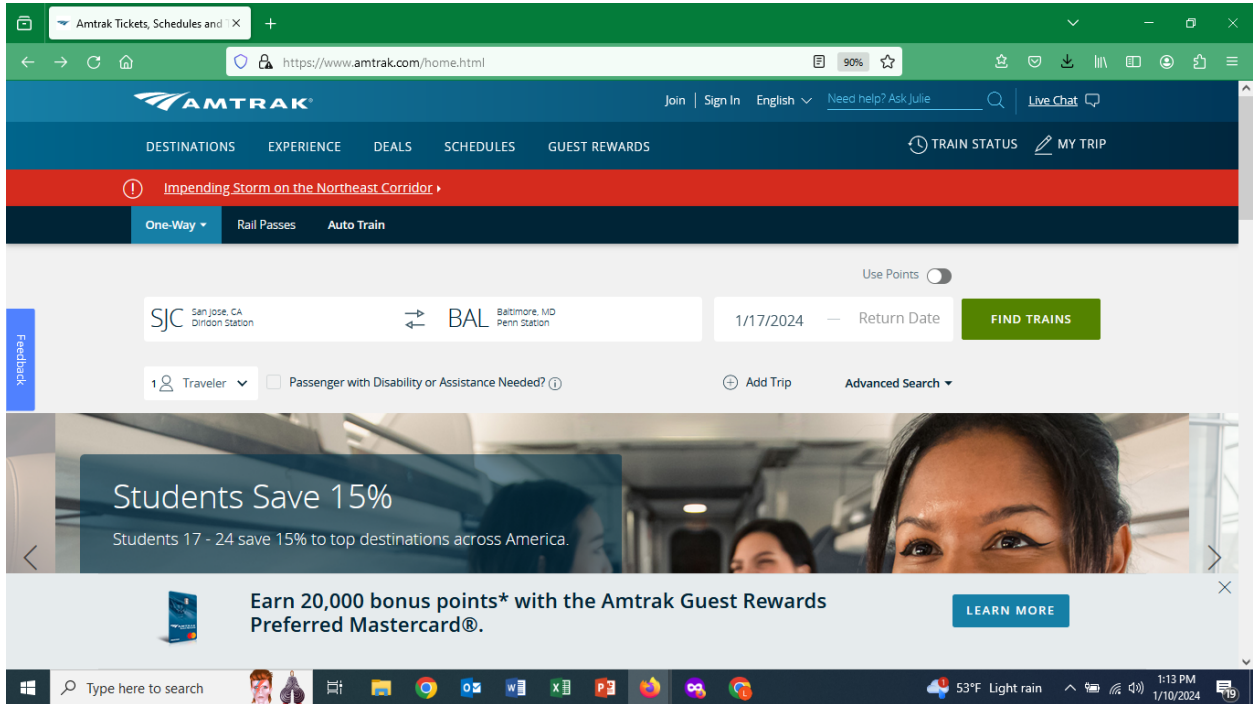 Amtrak Tickets, Schedules and T
https://www.amtrak.com/home.html 90%
AMTRAK Join Sign In English Need help? Ask Julie Live Chat
DESTINATIONS EXPERIENCE DEALS SCHEDULES GUEST REWARDS TRAIN STATUS MY TRIP
Impending Storm on the Northeast Corridor
One-Way Rail Passes Auto Train
Use Points
SJC San Jose, CA BAL Baltimore, MD
Diridon Station Penn Station
1/17/2024 — Return Date FIND TRAINS
Feedback
1 Traveler Passenger with Disability or Assistance Needed? Add Trip Advanced Search
Students Save 15%
Students 17 - 24 save 15% to top destinations across America.
Earn 20,000 bonus points* with the Amtrak Guest Rewards
Preferred Mastercard®.
LEARN MORE
Type here to search 53°F Light rain 1:13 PM
1/10/2024 19